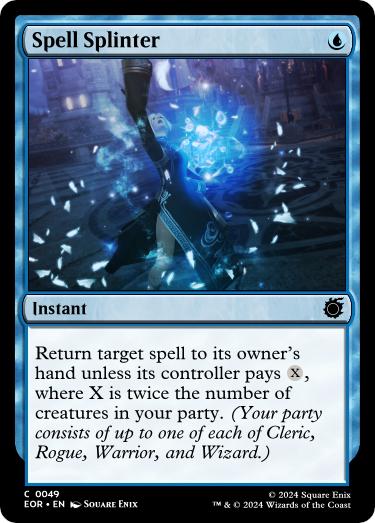 Spell Splinter
Instant
Return target spell to its owner's
hand unless its controller pays X,
where X is twice the number of
creatures in your party. (Your party
consists of up to one of each of Cleric,
Rogue, Warrior, and Wizard.)
C 0049
EOR • EN Square Enix
© 2024 Square Enix
™ & © 2024 Wizards of the Coast